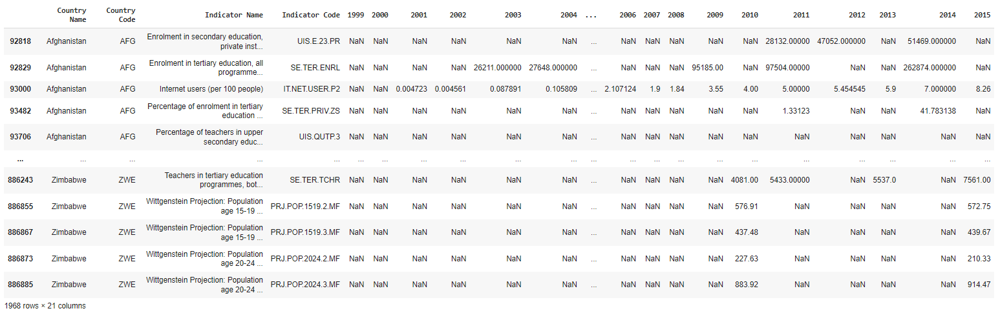 Country Name Country Code Indicator Name Indicator Code 1999 2000 2001 2002 2003 2004 ... 2006 2007 2008 2009 2010 2011 2012 2013 2014 2015
92818 Afghanistan AFG Enrolment in secondary education, private inst... UIS.E.23.PR NaN NaN NaN NaN NaN NaN ... NaN NaN NaN NaN NaN 28132.00000 47052.000000 NaN 51469.000000 NaN
92829 Afghanistan AFG Enrolment in tertiary education, all programme... SE.TER.ENRL NaN NaN NaN NaN 26211.000000 27648.000000 ... NaN NaN NaN 95185.00 NaN 97504.00000 NaN NaN 262874.000000 NaN
93000 Afghanistan AFG Internet users (per 100 people) IT.NET.USER.P2 NaN NaN 0.004723 0.004561 0.087891 0.105809 ... 2.107124 1.9 1.84 3.55 4.00 5.00000 5.454545 5.9 7.000000 8.26
93482 Afghanistan AFG Percentage of enrolment in tertiary education ... SE.TER.PRIV.ZS NaN NaN NaN NaN NaN NaN ... NaN NaN NaN NaN NaN 1.33123 NaN NaN 41.783138 NaN
93706 Afghanistan AFG Percentage of teachers in upper secondary educ... UIS.QUTP.3 NaN NaN NaN NaN NaN NaN ... NaN NaN NaN NaN NaN NaN NaN NaN NaN NaN
... ... ... ... ... ... ... ... ... ... ... ... ... ... ... ... ... ... ... ... ... ...
886243 Zimbabwe ZWE Teachers in tertiary education programmes, bot... SE.TER.TCHR NaN NaN NaN NaN NaN NaN ... NaN NaN NaN NaN 4081.00 5433.00000 NaN 5537.0 NaN 7561.00
886855 Zimbabwe ZWE Wittgenstein Projection: Population age 15-19 ... PRJ.POP.1519.2.MF NaN NaN NaN NaN NaN NaN ... NaN NaN NaN NaN 576.91 NaN NaN NaN NaN 572.75
886867 Zimbabwe ZWE Wittgenstein Projection: Population age 15-19 ... PRJ.POP.1519.3.MF NaN NaN NaN NaN NaN NaN ... NaN NaN NaN NaN 437.48 NaN NaN NaN NaN 439.67
886873 Zimbabwe ZWE Wittgenstein Projection: Population age 20-24 ... PRJ.POP.2024.2.MF NaN NaN NaN NaN NaN NaN ... NaN NaN NaN NaN 227.63 NaN NaN NaN NaN 210.33
886885 Zimbabwe ZWE Wittgenstein Projection: Population age 20-24 ... PRJ.POP.2024.3.MF NaN NaN NaN NaN NaN NaN ... NaN NaN NaN NaN 883.92 NaN NaN NaN NaN 914.47
1968 rows × 21 columns